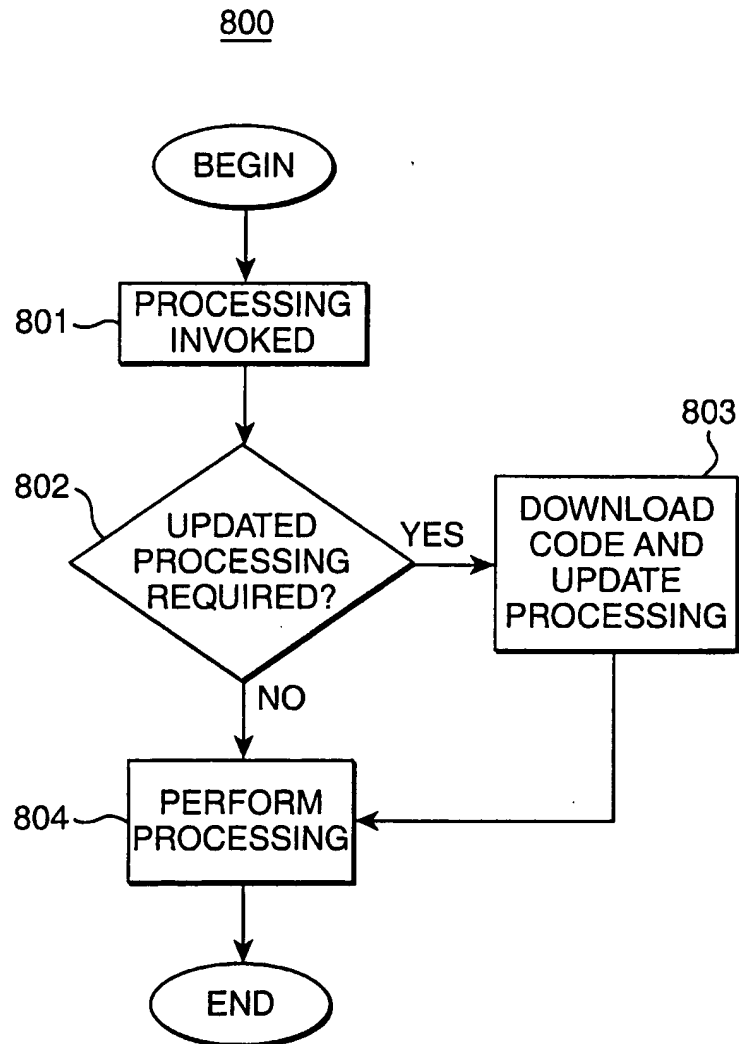 800
BEGIN
801
PROCESSING
INVOKED
802
UPDATED
PROCESSING
REQUIRED?
YES
803
DOWNLOAD
CODE AND
UPDATE
PROCESSING
NO
804
PERFORM
PROCESSING
END